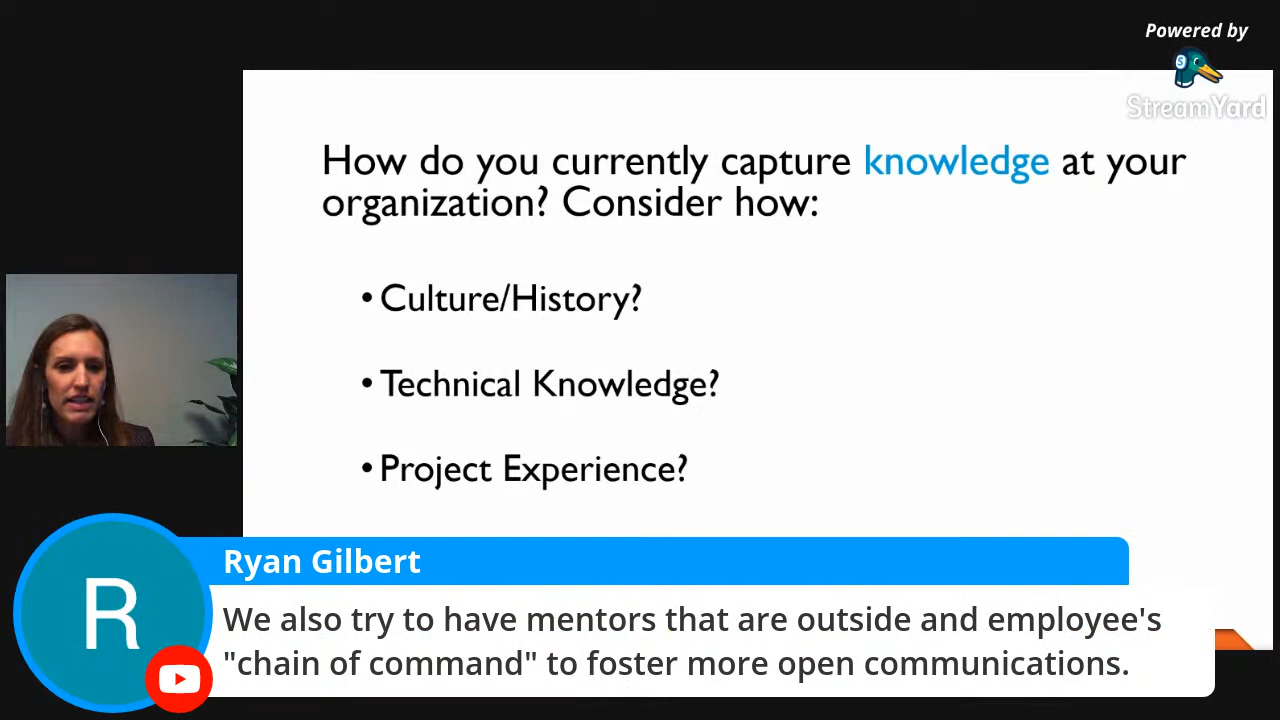 Powered by
StreamYard
How do you currently capture knowledge at your
organization? Consider how:
• Culture/History?
• Technical Knowledge?
• Project Experience?
R
Ryan Gilbert
We also try to have mentors that are outside and employee's
"chain of command" to foster more open communications.